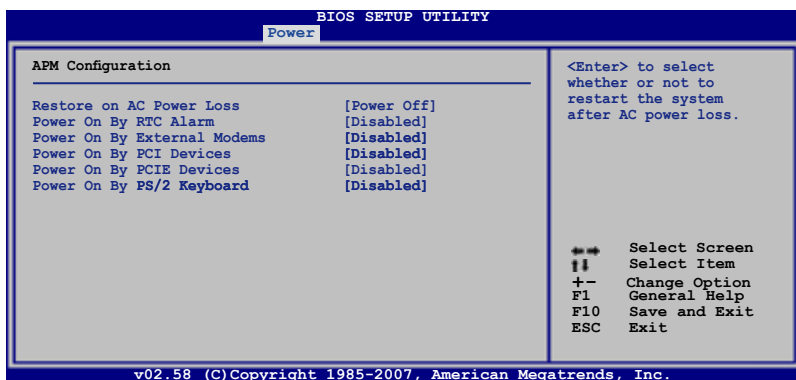 BIOS SETUP UTILITY
Power
APM Configuration
Restore on AC Power Loss [Power Off]
Power On By RTC Alarm [Disabled]
Power On By External Modems [Disabled]
Power On By PCI Devices [Disabled]
Power On By PCIE Devices [Disabled]
Power On By PS/2 Keyboard [Disabled]
<Enter> to select
whether or not to
restart the system
after AC power loss.
←→ Select Screen
↑↓ Select Item
+- Change Option
F1 General Help
F10 Save and Exit
ESC Exit
v02.58 (C)Copyright 1985-2007, American Megatrends, Inc.